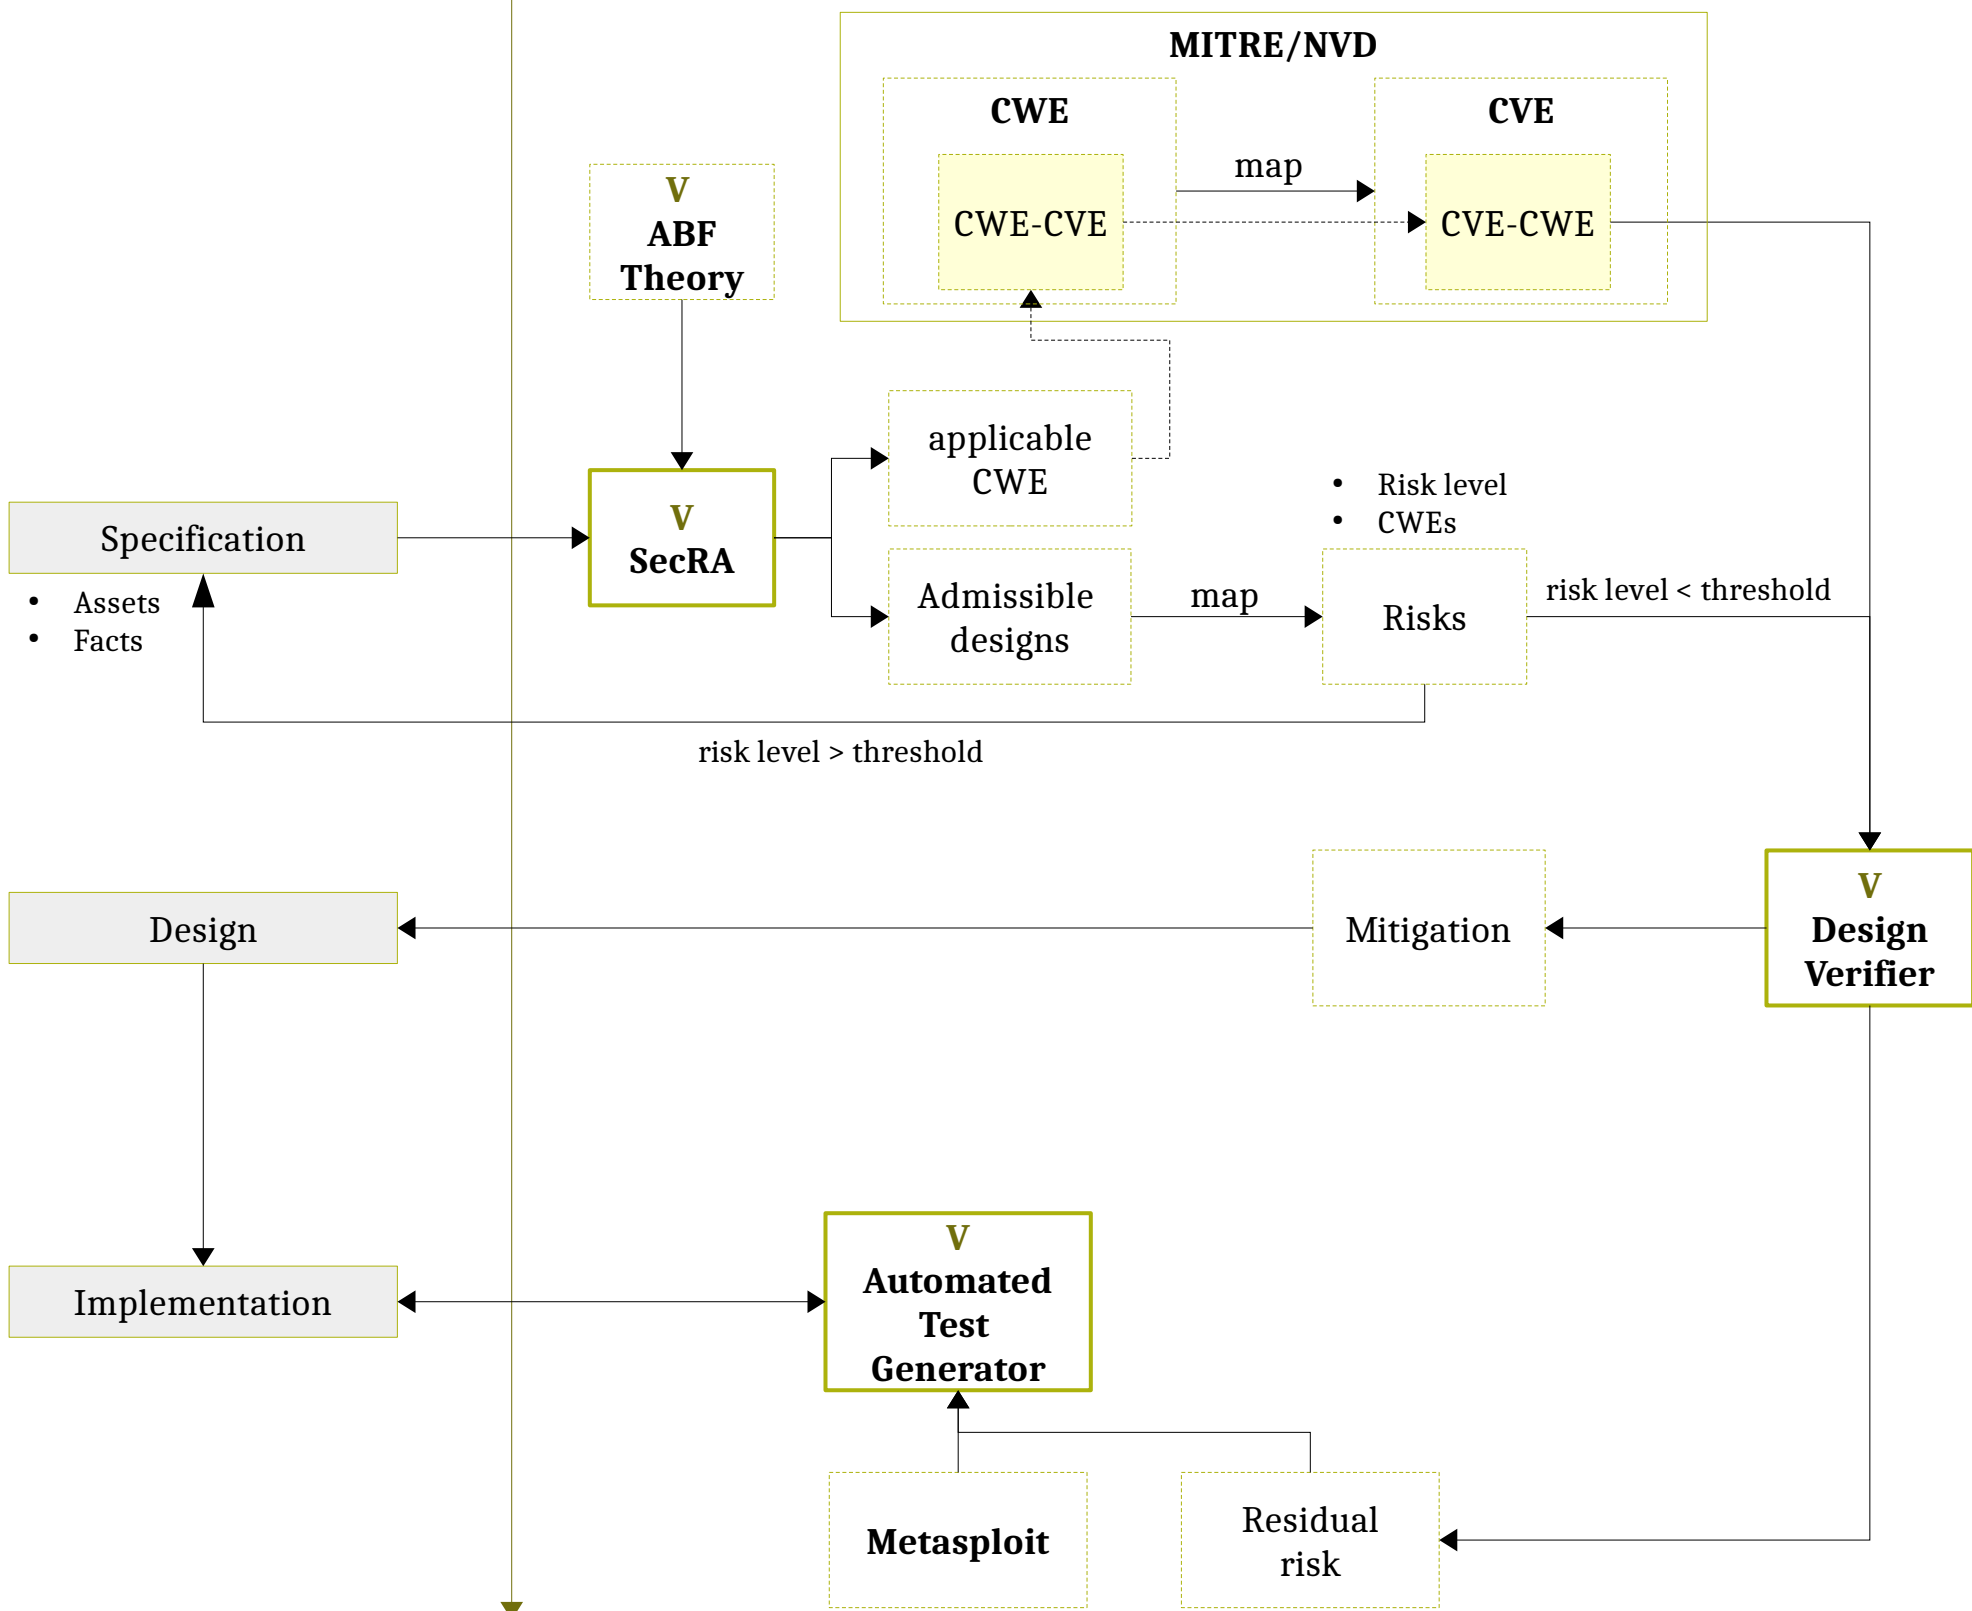 MITRE/NVD
CWE
CVE
map
CWE-CVE
CVE-CWE
V
ABF
Theory
applicable
CWE
• Risk level
• CWEs
V
SecRA
Specification
• Assets
• Facts
Admissible
designs
map
Risks
risk level < threshold
risk level > threshold
V
Design
Verifier
Mitigation
Design
V
Automated
Test
Generator
Implementation
Metasploit
Residual
risk